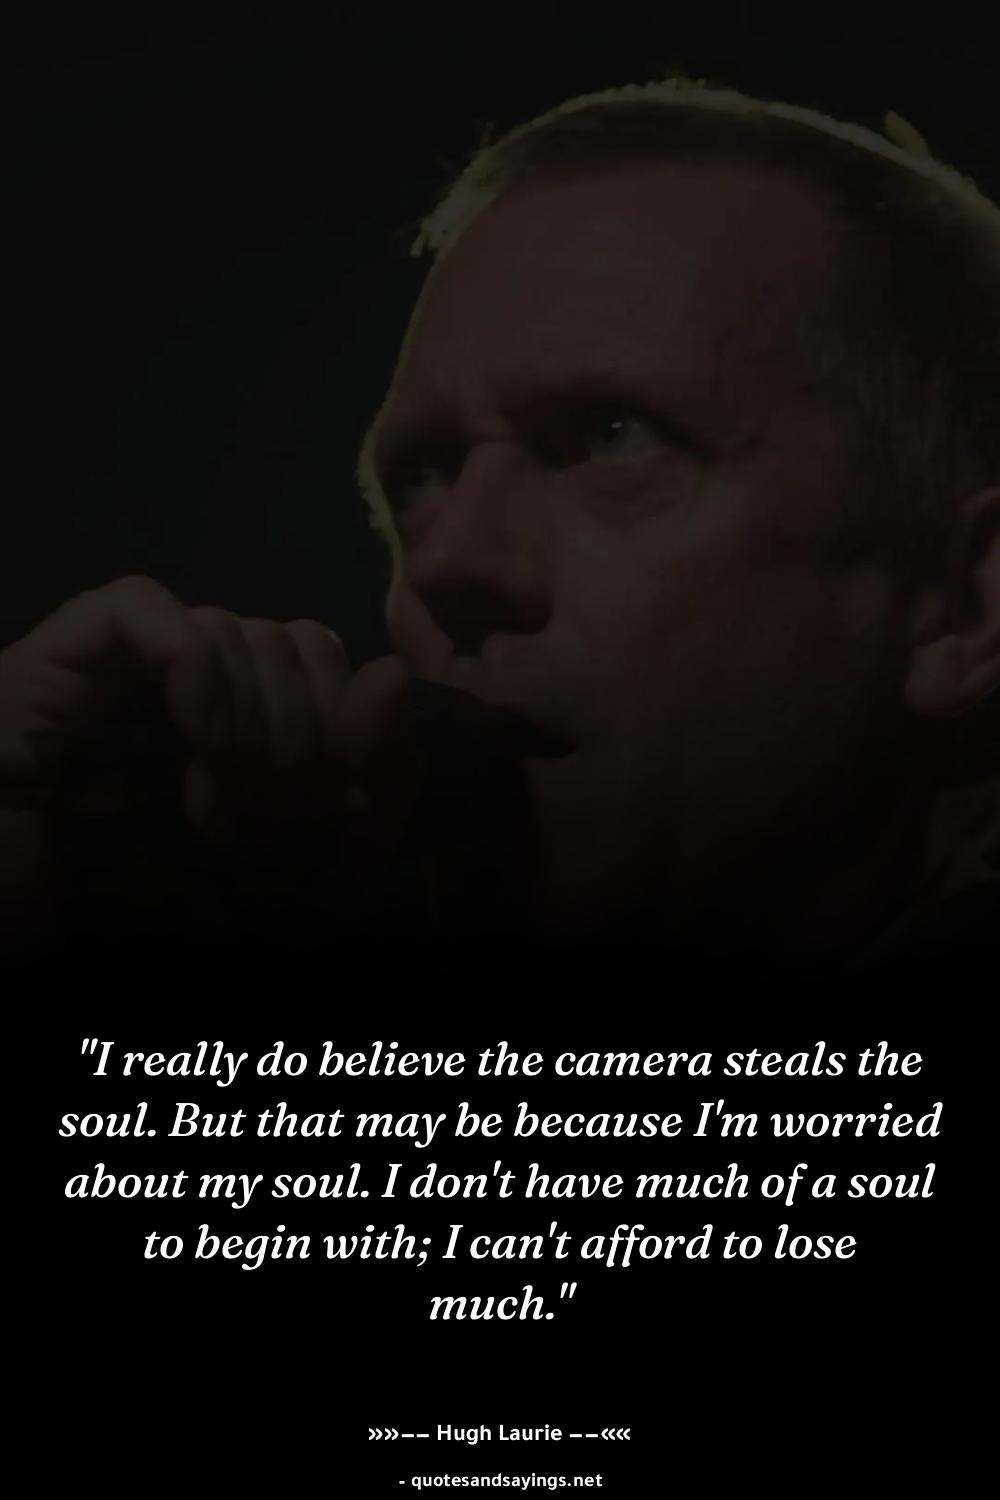 "I really do believe the camera steals the
soul. But that may be because I'm worried
about my soul. I don't have much of a soul
to begin with; I can't afford to lose
much."
»»−− Hugh Laurie −−««
- quotesandsayings.net